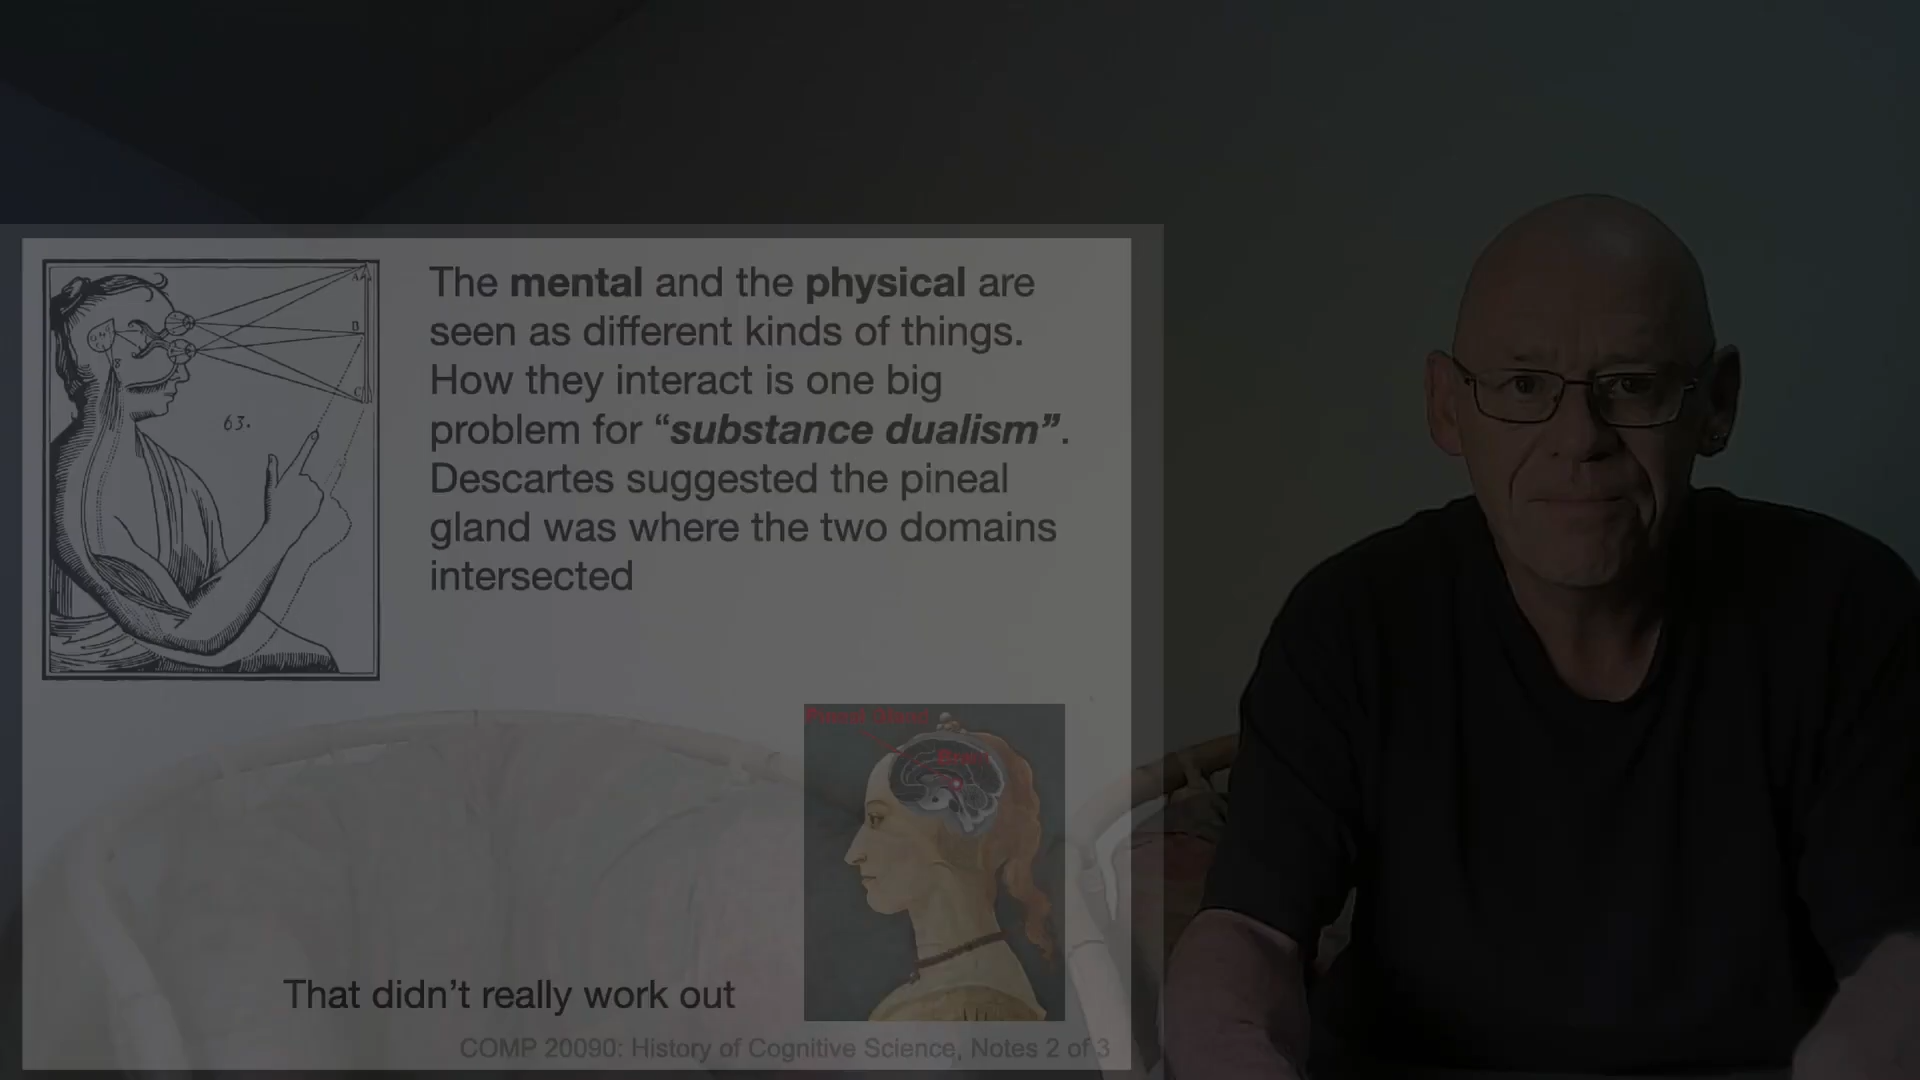 The mental and the physical are
seen as different kinds of things.
How they interact is one big
problem for “substance dualism”.
Descartes suggested the pineal
gland was where the two domains
intersected
63.
B
C
Pineal Gland
That didn’t really work out
COMP 20090: History of Cognitive Science, Notes 2 of 3